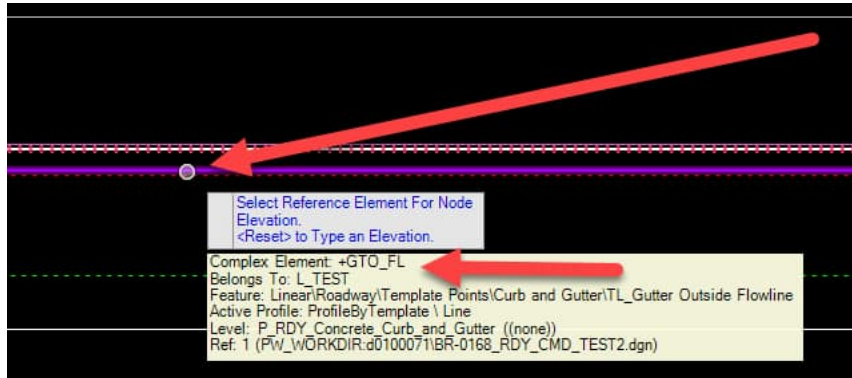 Select Reference Element For Node
Elevation.
<Reset> to Type an Elevation.
Complex Element: +GTO_FL
Belongs To: L_TEST
Feature: Linear\Roadway\Template Points\Curb and Gutter\TL_Gutter Outside Flowline
Active Profile: ProfileByTemplate \ Line
Level: P_RDY_Concrete_Curb_and_Gutter ((none))
Ref: 1 (PW_WORKDIR:d0100071\BR-0168_RDY_CMD_TEST2.dgn)